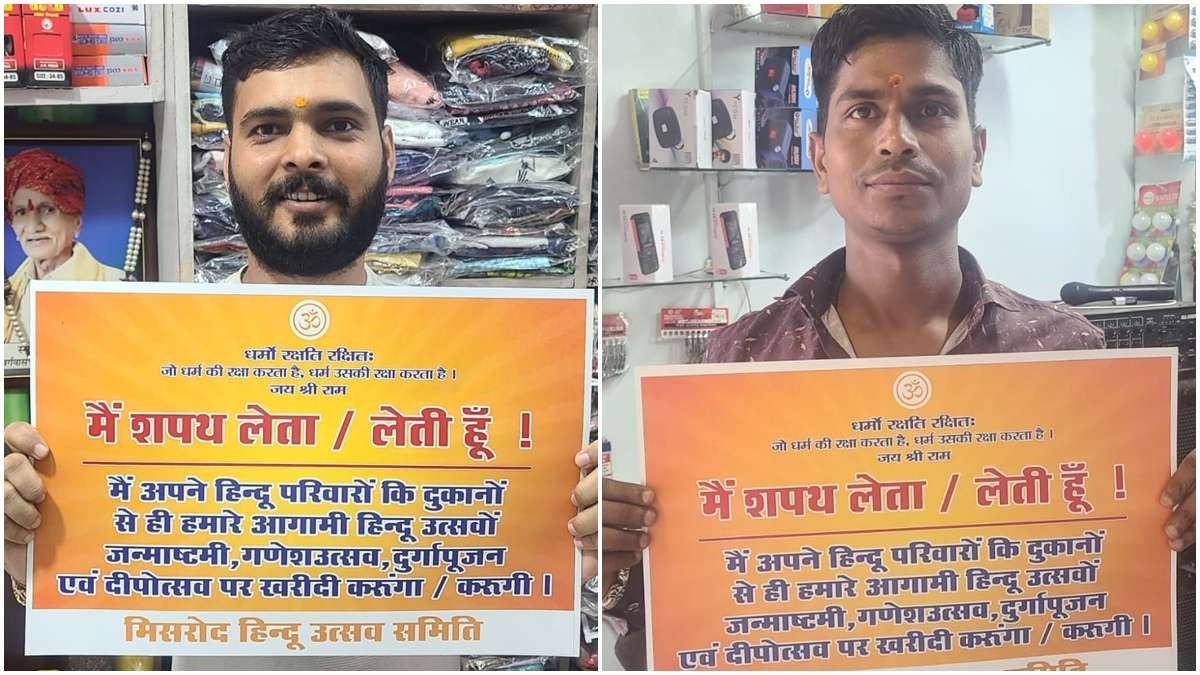 LUX COZI
ॐ
धर्मो रक्षति रक्षितः
जो धर्म की रक्षा करता है, धर्म उसकी रक्षा करता है ।
जय श्री राम
मैं शपथ लेता / लेती हूँ !
मैं अपने हिन्दू परिवारों कि दुकानों
से ही हमारे आगामी हिन्दू उत्सवों
जन्माष्टमी,गणेशउत्सव,दुर्गापूजन
एवं दीपोत्सव पर खरीदी करूंगा / करूगी ।
मिसरोद हिन्दू उत्सव समिति
ॐ
धर्मो रक्षति रक्षितः
जो धर्म की रक्षा करता है, धर्म उसकी रक्षा करता है ।
जय श्री राम
मैं शपथ लेता / लेती हूँ !
मैं अपने हिन्दू परिवारों कि दुकानों
से ही हमारे आगामी हिन्दू उत्सवों
जन्माष्टमी,गणेशउत्सव,दुर्गापूजन
एवं दीपोत्सव पर खरीदी करूंगा / करूगी ।